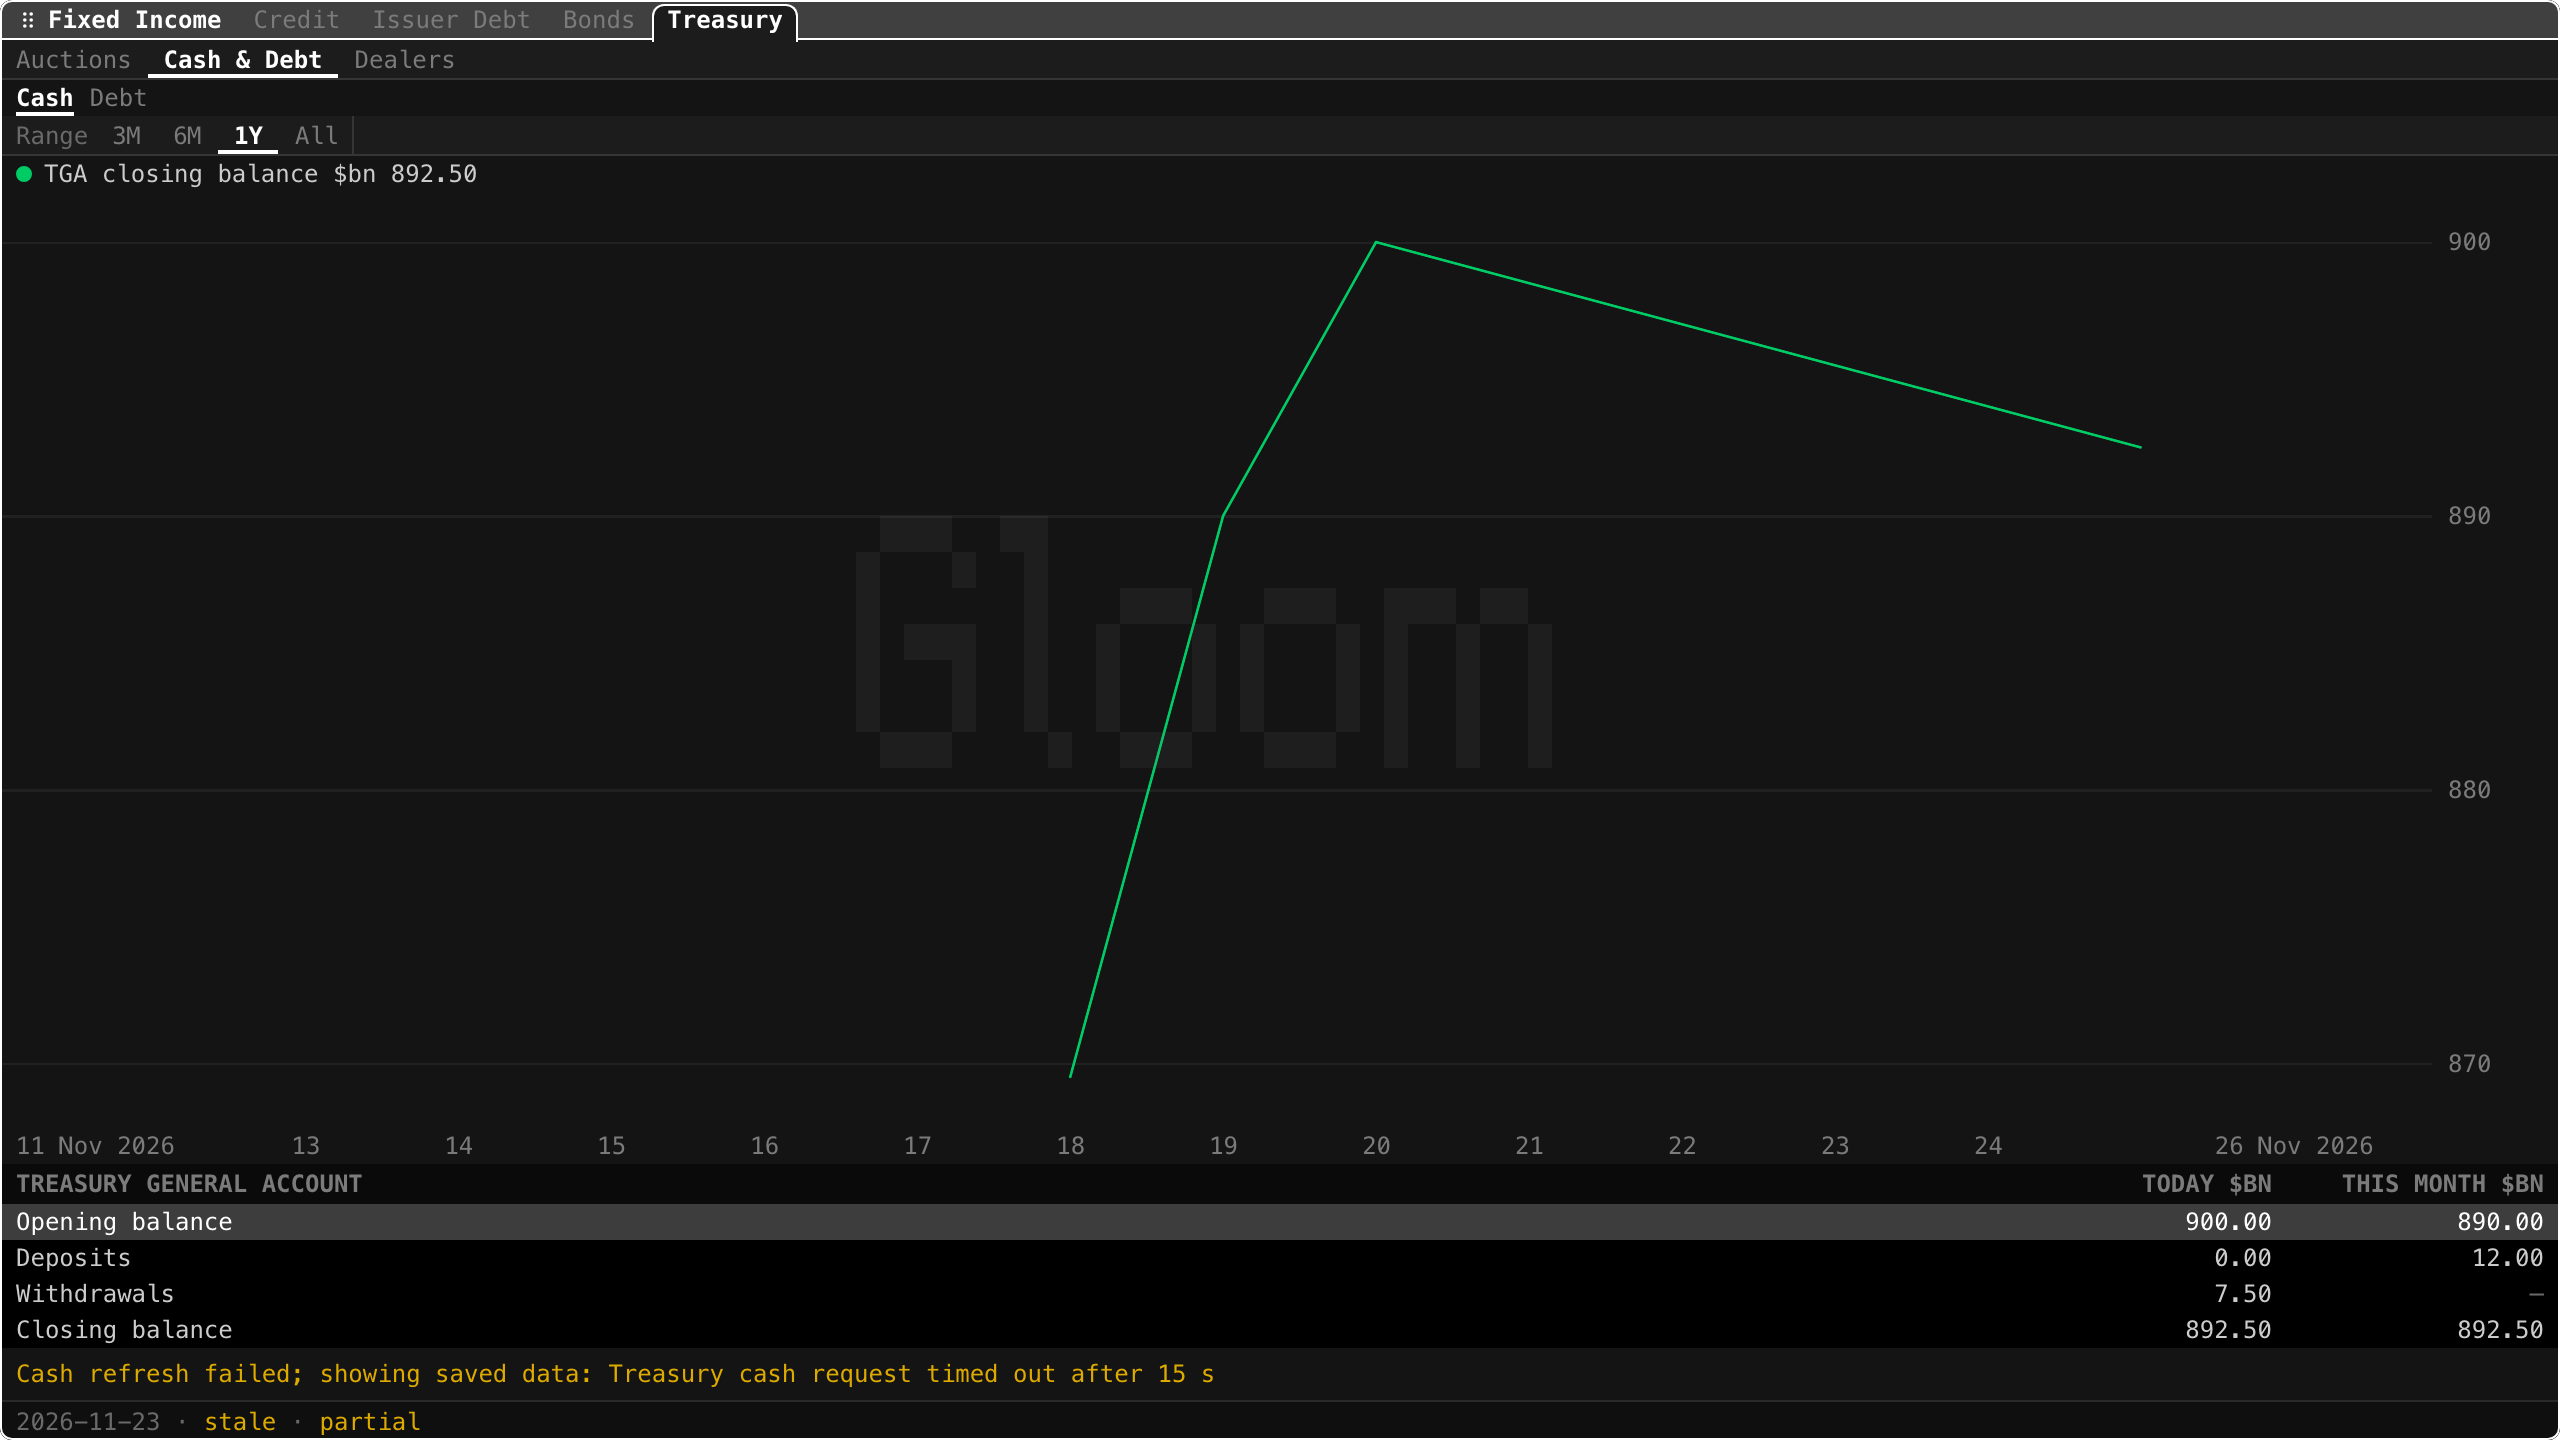 ⠿ Fixed Income Credit Issuer Debt Bonds Treasury
Auctions Cash & Debt Dealers
Cash Debt
Range 3M 6M 1Y All
TGA closing balance $bn 892.50
900
890
Gloom
880
870
11 Nov 2026 13 14 15 16 17 18 19 20 21 22 23 24 26 Nov 2026
TREASURY GENERAL ACCOUNT TODAY $BN THIS MONTH $BN
Opening balance 900.00 890.00
Deposits 0.00 12.00
Withdrawals 7.50 —
Closing balance 892.50 892.50
Cash refresh failed; showing saved data: Treasury cash request timed out after 15 s
2026−11−23 · stale · partial